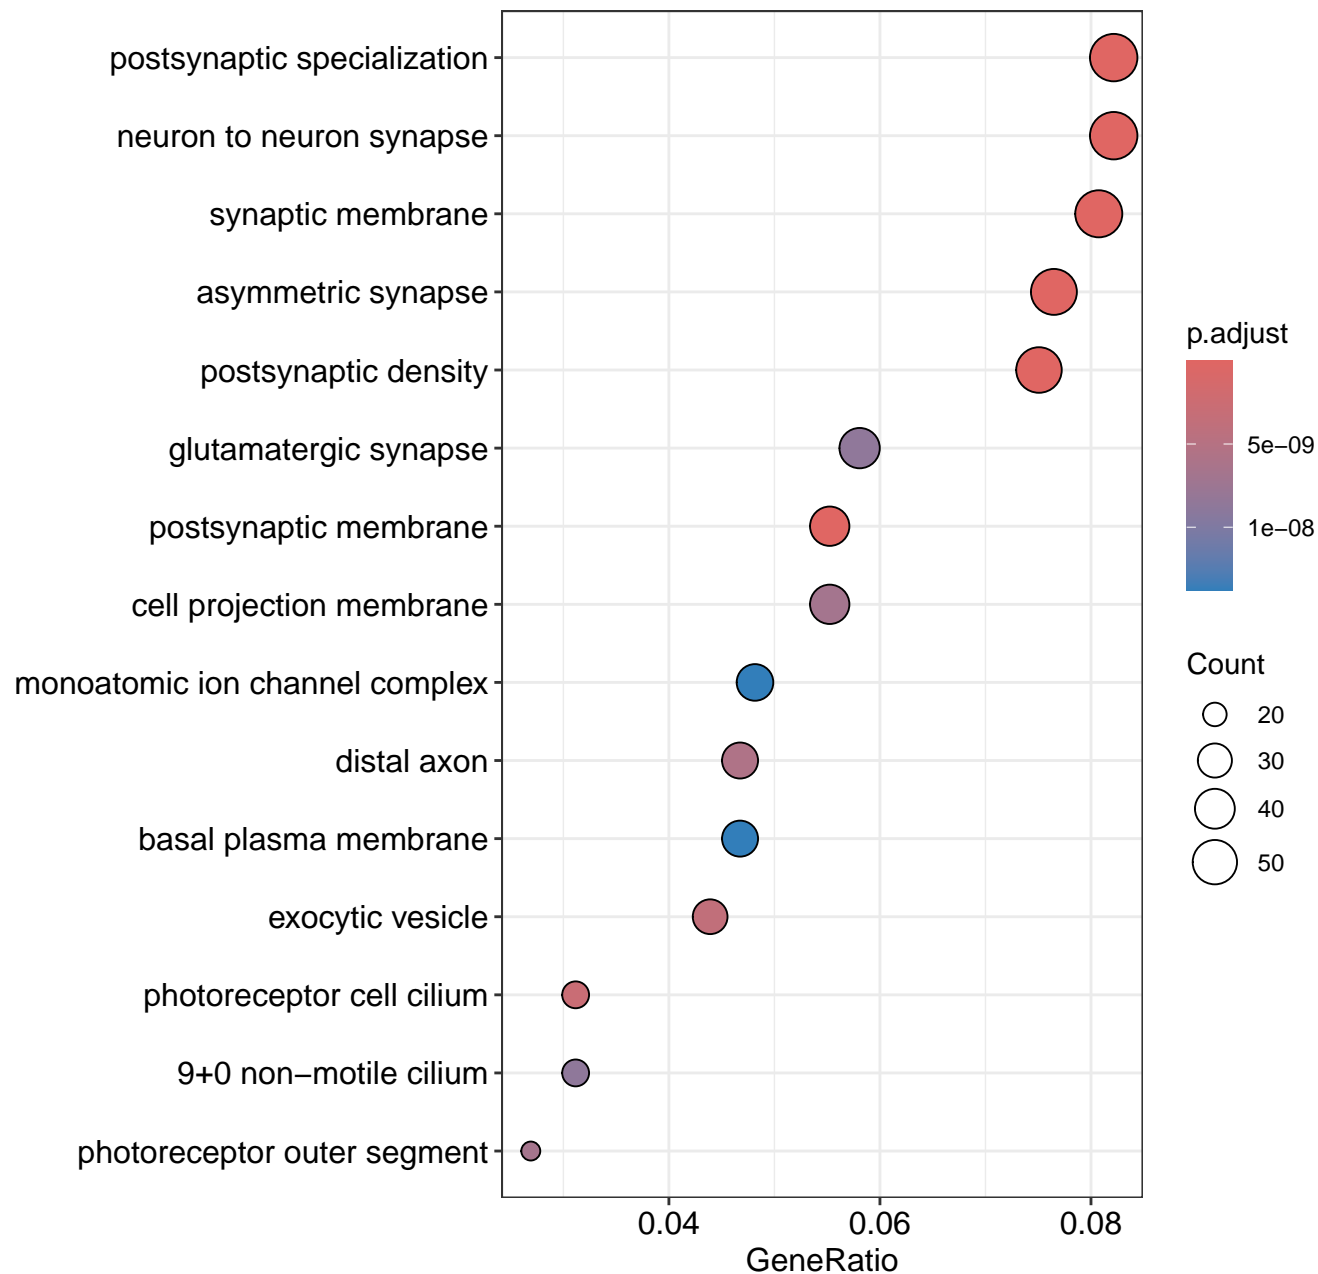 postsynaptic specialization
neuron to neuron synapse
synaptic membrane
asymmetric synapse
postsynaptic density
glutamatergic synapse
postsynaptic membrane
cell projection membrane
monoatomic ion channel complex
distal axon
basal plasma membrane
exocytic vesicle
photoreceptor cell cilium
9+0 non−motile cilium
photoreceptor outer segment
0.04 0.06 0.08
GeneRatio
p.adjust
5e−09
1e−08
Count
20
30
40
50